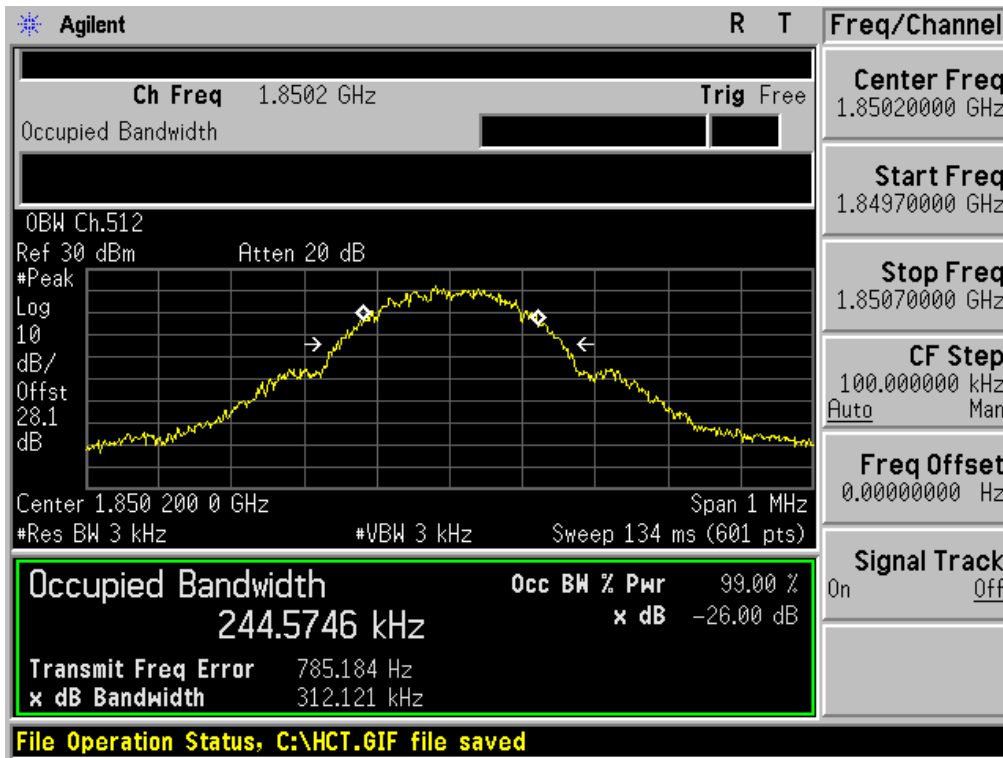 Agilent R T
Ch Freq 1.8502 GHz Trig Free
Occupied Bandwidth
OBW Ch.512
Ref 30 dBm Atten 20 dB
#Peak
Log
10
dB/
Offst
28.1
dB
Center 1.850 200 0 GHz Span 1 MHz
#Res BW 3 kHz #VBW 3 kHz Sweep 134 ms (601 pts)
Occupied Bandwidth
244.5746 kHz
Occ BW % Pwr 99.00 %
x dB -26.00 dB
Transmit Freq Error 785.184 Hz
x dB Bandwidth 312.121 kHz
File Operation Status, C:\HCT.GIF file saved
Freq/Channel
Center Freq
1.85020000 GHz
Start Freq
1.84970000 GHz
Stop Freq
1.85070000 GHz
CF Step
100.000000 kHz
Auto Man
Freq Offset
0.00000000 Hz
Signal Track
On Off